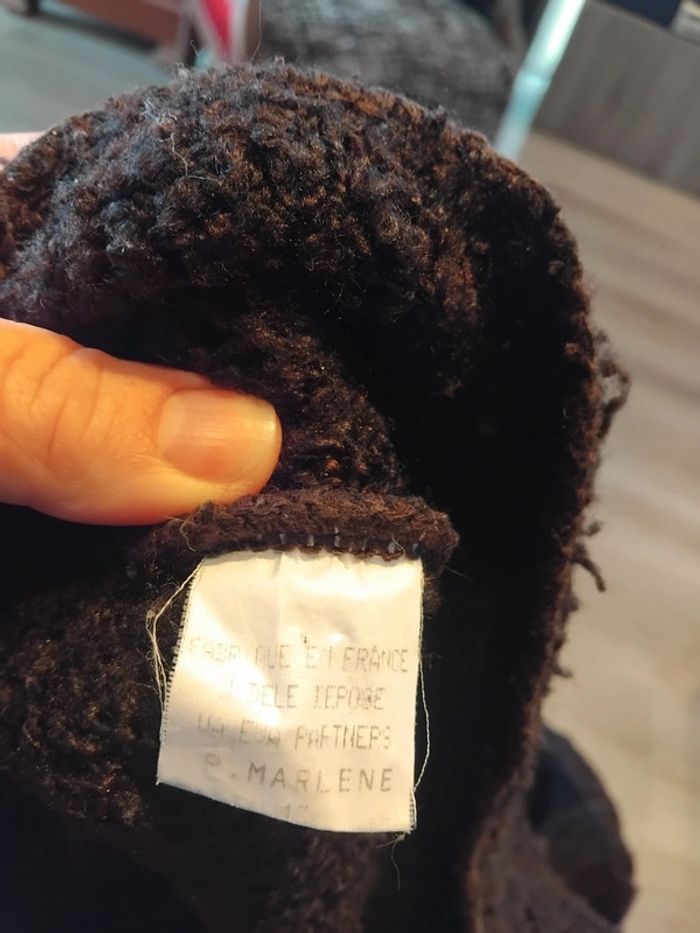 FABRIQUE EN FRANCE
MODELE DEPOSE
PARTNERS
P. MARLENE